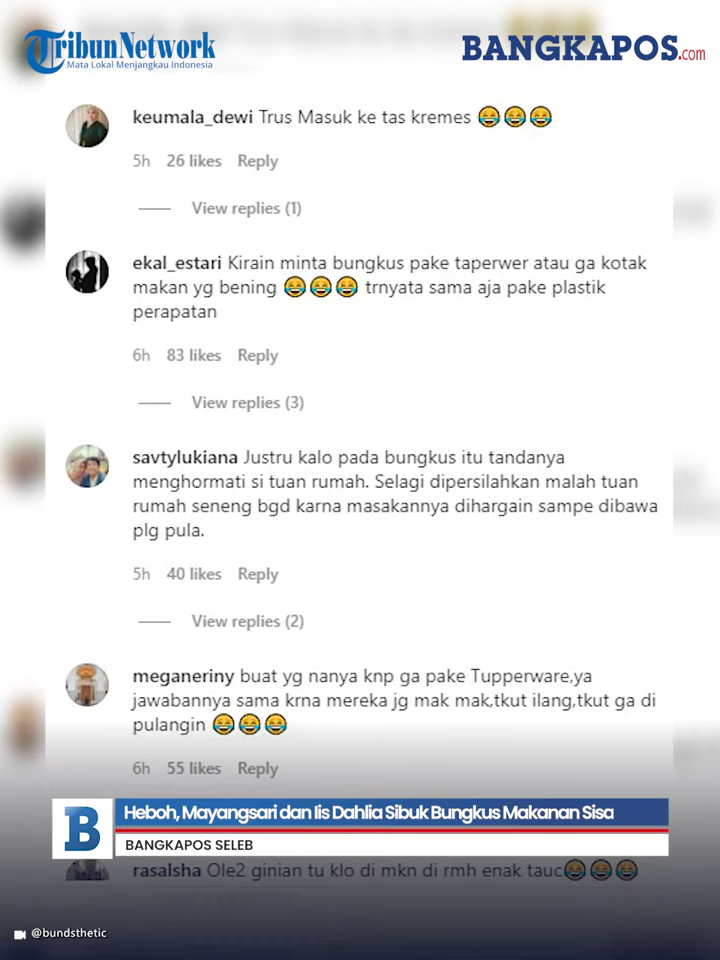 TribunNetwork
Mata Lokal Menjangkau Indonesia
BANGKAPOS.com
keumala_dewi Trus Masuk ke tas kremes 😂😂😂
5h 26 likes Reply
View replies (1)
ekal_estari Kirain minta bungkus pake taperwer atau ga kotak
makan yg bening 😂😂😂 trnyata sama aja pake plastik
perapatan
6h 83 likes Reply
View replies (3)
savtylukiana Justru kalo pada bungkus itu tandanya
menghormati si tuan rumah. Selagi dipersilahkan malah tuan
rumah seneng bgd karna masakannya dihargain sampe dibawa
plg pula.
5h 40 likes Reply
View replies (2)
meganeriny buat yg nanya knp ga pake Tupperware,ya
jawabannya sama krna mereka jg mak mak,tkut ilang,tkut ga di
pulangin 😂😂😂
6h 55 likes Reply
B
Heboh, Mayangsari dan Iis Dahlia Sibuk Bungkus Makanan Sisa
BANGKAPOS SELEB
rasalsha Ole2 ginian tu klo di mkn di rmh enak tauc😂😂😂
@bundsthetic